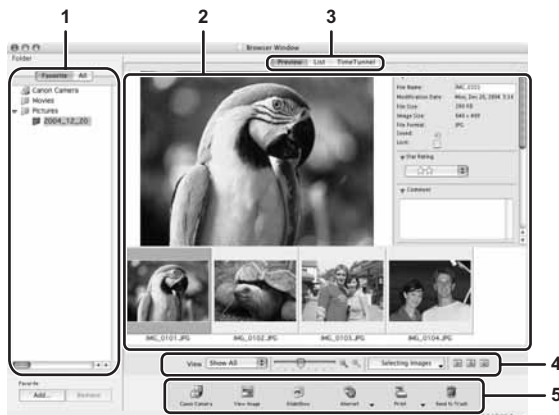 1 2 3
Browser Window
Folder
Favorite All
Preview List TimeTunnel
Canon Camera
Movies
Pictures
2004_12_20
File Name: IMG_0101
Modification Date: Mon, Dec 20, 2004 3:14
File Size:
Image Size:
File Format: JPG
Sound:
Lock:
Star Rating
Comment
IMG_0101.JPG IMG_0102.JPG IMG_0103.JPG IMG_0104.JPG
View Show All Selecting Images
4
Favorite
Add... Remove
Canon Camera View Image SlideShow Internet Print Send to Trash
5